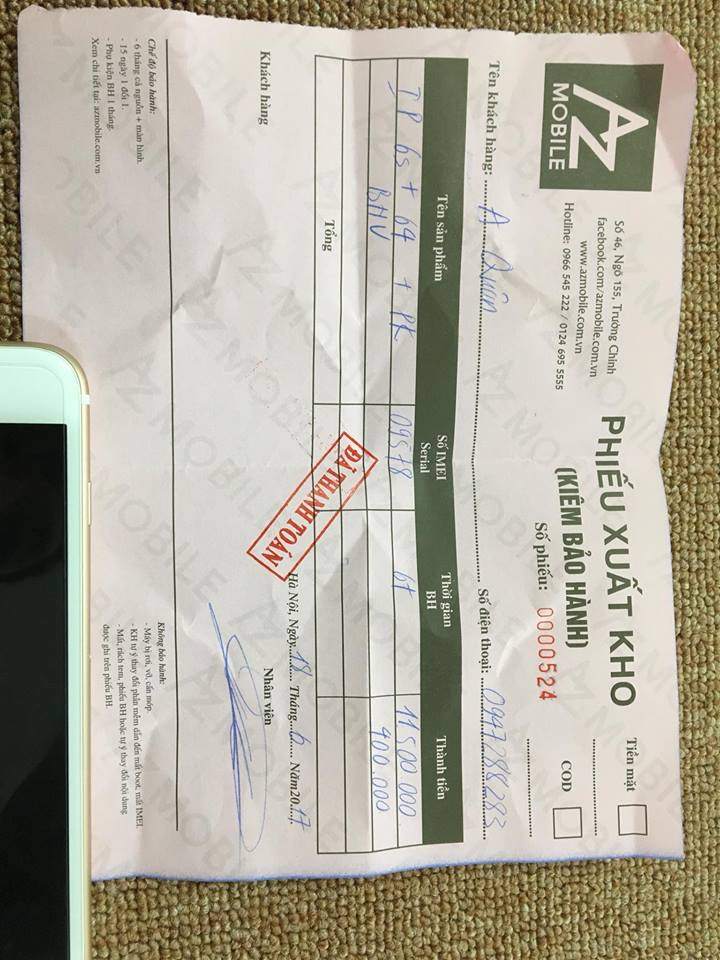 AZ
MOBILE
Số 46, Ngõ 155, Trường Chinh
facebook.com/azmobile.com.vn
www.azmobile.com.vn
Hotline: 0966 545 222 / 0124 695 5555
PHIẾU XUẤT KHO
(KIÊM BẢO HÀNH)
Số phiếu: 0000524
Tiền mặt
COD
Tên khách hàng: A Số điện thoại: 0947288283
Tên sản phẩm Số IMEI Serial Thời gian BH Thành tiền
IP 6s + 64 + PK 09578 6t 11500.000
BHV 400.000
Tổng
ĐÃ THANH TOÁN
Hà Nội, Ngày 18 Tháng 6 Năm2017
Khách hàng Nhân viên
Chế độ bảo hành:
- 6 tháng cả nguồn + màn hình.
- 15 ngày 1 đổi 1.
- Phụ kiện BH 1 tháng.
Xem chi tiết tại: azmobile.com.vn
Không bảo hành:
- Máy bị rơi, vỡ, cấn móp.
- KH tự ý thay đổi phần mềm dẫn đến mất boot, mất IMEI.
- Mất, rách tem, phiếu BH hoặc tự ý thay đổi nội dung
được ghi trên phiếu BH.